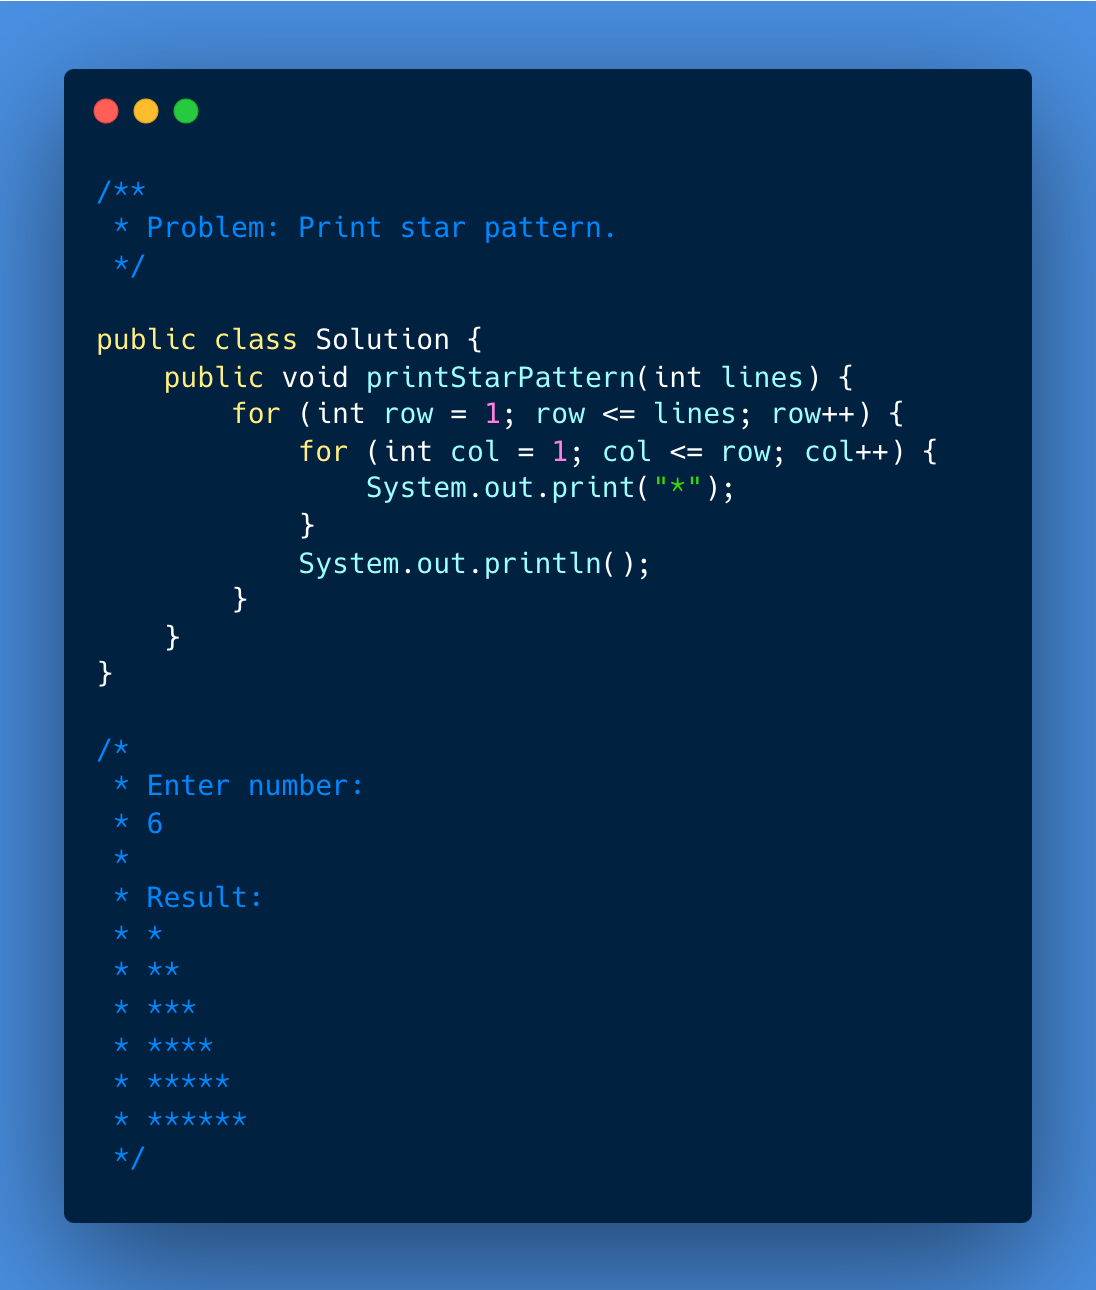 /**
 * Problem: Print star pattern.
 */

public class Solution {
    public void printStarPattern(int lines) {
        for (int row = 1; row <= lines; row++) {
            for (int col = 1; col <= row; col++) {
                System.out.print("*");
            }
            System.out.println();
        }
    }
}

/*
 * Enter number:
 * 6
 *
 * Result:
 * *
 * **
 * ***
 * ****
 * *****
 * ******
 */